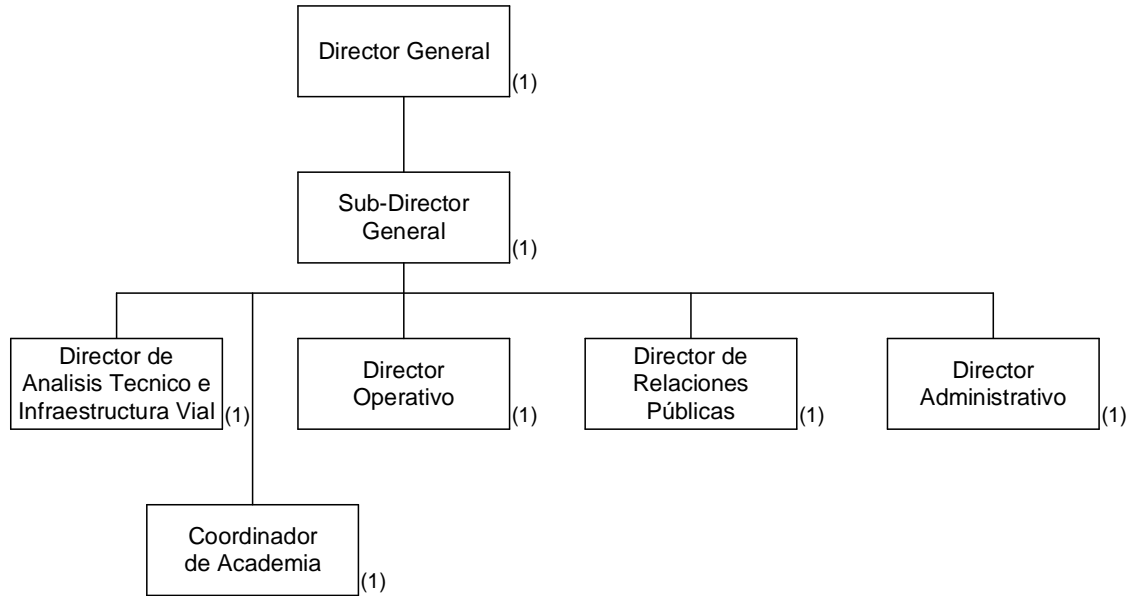 Director General
(1)
Sub-Director
General
(1)
Director de
Analisis Tecnico e
Infraestructura Vial
(1)
Director
Operativo
(1)
Director de
Relaciones
Públicas
(1)
Director
Administrativo
(1)
Coordinador
de Academia
(1)